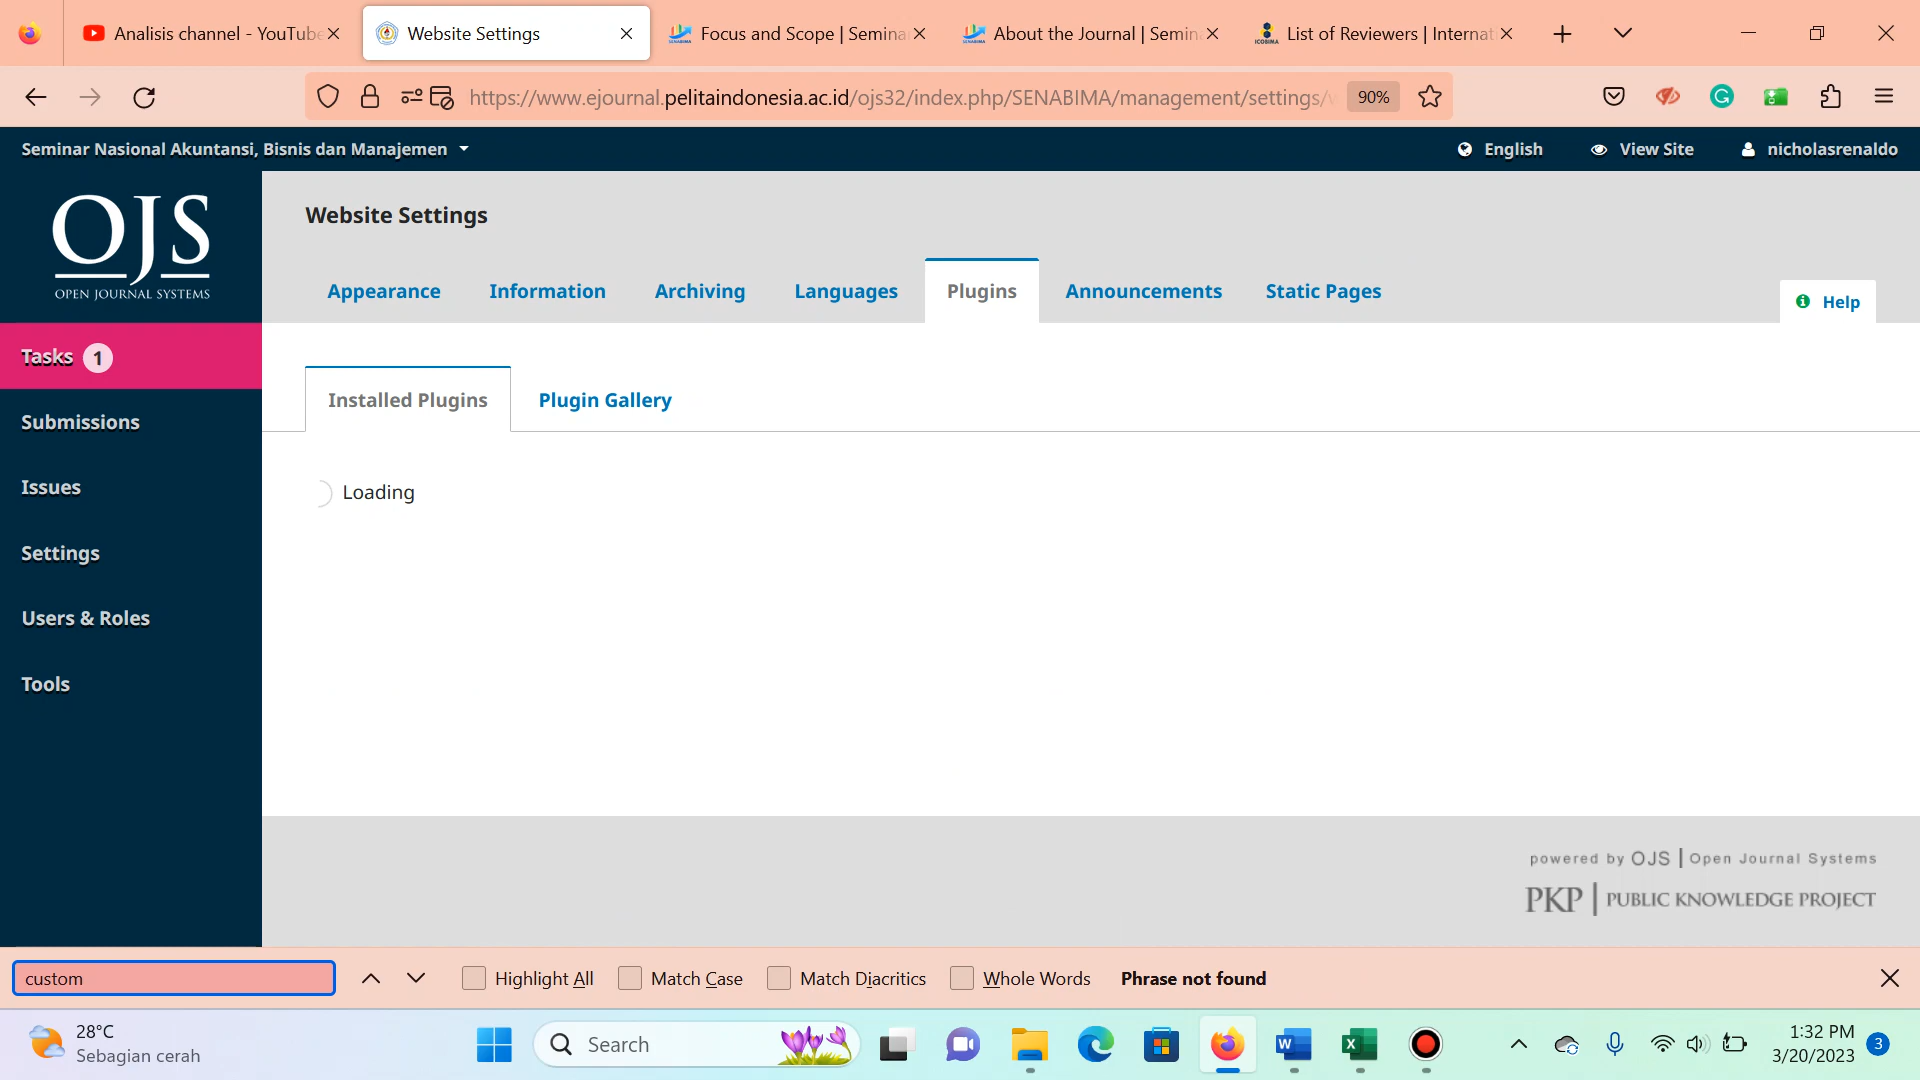 Analisis channel - YouTube
Website Settings
Focus and Scope | Semina
About the Journal | Semin
List of Reviewers | Internat
https://www.ejournal.pelitaindonesia.ac.id/ojs32/index.php/SENABIMA/management/settings/
90%
Seminar Nasional Akuntansi, Bisnis dan Manajemen
English
View Site
nicholasrenaldo
OJS
OPEN JOURNAL SYSTEMS
Website Settings
Appearance
Information
Archiving
Languages
Plugins
Announcements
Static Pages
Help
Tasks 1
Submissions
Issues
Settings
Users & Roles
Tools
Installed Plugins
Plugin Gallery
Loading
powered by OJS | Open Journal Systems
PKP | PUBLIC KNOWLEDGE PROJECT
custom
Highlight All
Match Case
Match Diacritics
Whole Words
Phrase not found
28°C
Sebagian cerah
Search
1:32 PM
3/20/2023
3